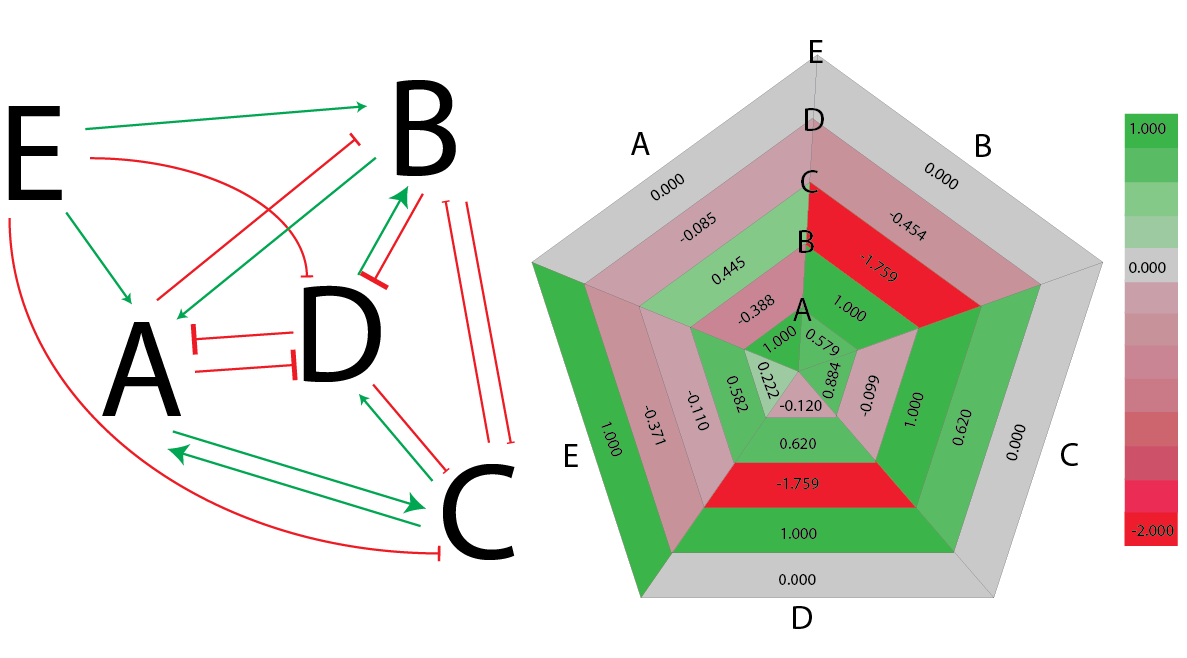 E
B
D
A
C
E
D
C
B
A
A
B
C
D
E
0.000
-0.085
0.445
-0.388
1.000
0.000
-0.454
-1.759
1.000
0.579
0.000
0.620
1.000
-0.099
0.884
-0.120
0.620
-1.759
1.000
0.000
1.000
-0.371
-0.110
0.582
0.222
1.000
0.000
-2.000